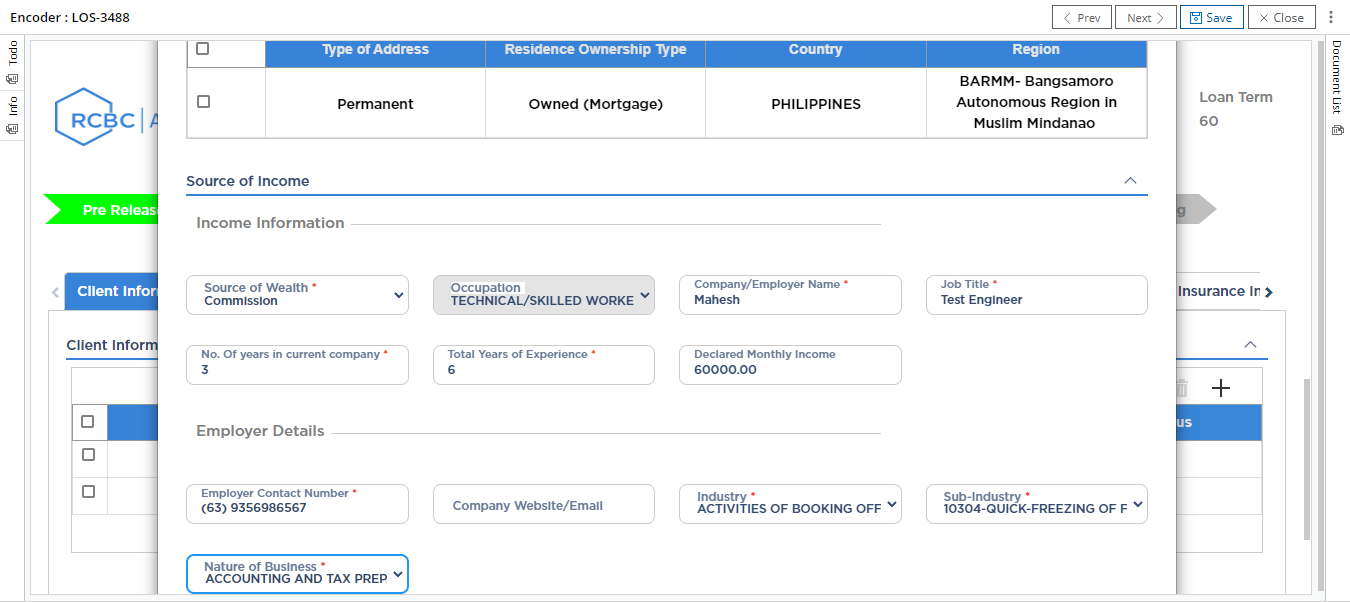 Encoder : LOS-3488
Prev
Next
Save
Close
Todo
Info
Document List
RCBC
Loan Term
60
Type of Address
Residence Ownership Type
Country
Region
Permanent
Owned (Mortgage)
PHILIPPINES
BARMM- Bangsamoro
Autonomous Region in
Muslim Mindanao
Source of Income
Pre Releas
g
Income Information
Client Infor
Insurance In
Source of Wealth *
Commission
Occupation
TECHNICAL/SKILLED WORKE
Company/Employer Name *
Mahesh
Job Title *
Test Engineer
Client Inform
No. Of years in current company *
3
Total Years of Experience *
6
Declared Monthly Income
60000.00
us
Employer Details
Employer Contact Number *
(63) 9356986567
Company Website/Email
Industry *
ACTIVITIES OF BOOKING OFF
Sub-Industry *
10304-QUICK-FREEZING OF F
Nature of Business *
ACCOUNTING AND TAX PREP